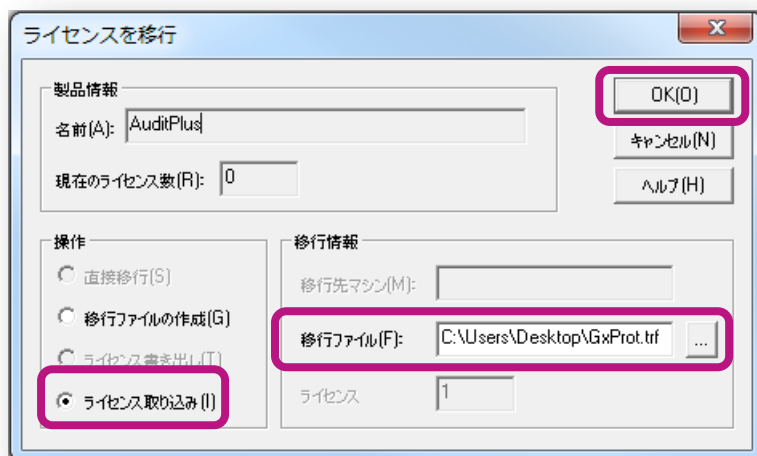 ライセンスを移行
製品情報
名前(A): AuditPlus
現在のライセンス数(R): 0
OK(O)
キャンセル(N)
ヘルプ(H)
操作
直接移行(S)
移行ファイルの作成(G)
ライセンス書き出し(T)
ライセンス取り込み(I)
移行情報
移行先マシン(M):
移行ファイル(F): C:\Users\Desktop\GxProt.trf ...
ライセンス 1